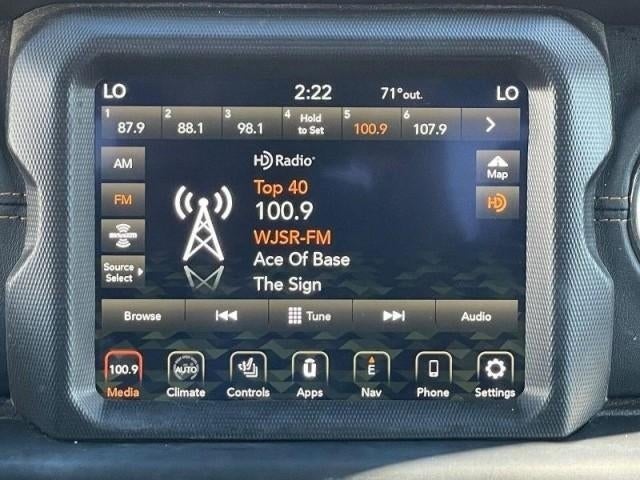 LO 2:22 71°out. LO
1 87.9 2 88.1 3 98.1 4 Hold to Set 5 100.9 6 107.9
AM
HD Radio
Map
FM
Top 40
HD
100.9
WJSR-FM
SiriusXM
Ace Of Base
Source Select
The Sign
Browse Tune Audio
100.9 AUTO E
Media Climate Controls Apps Nav Phone Settings